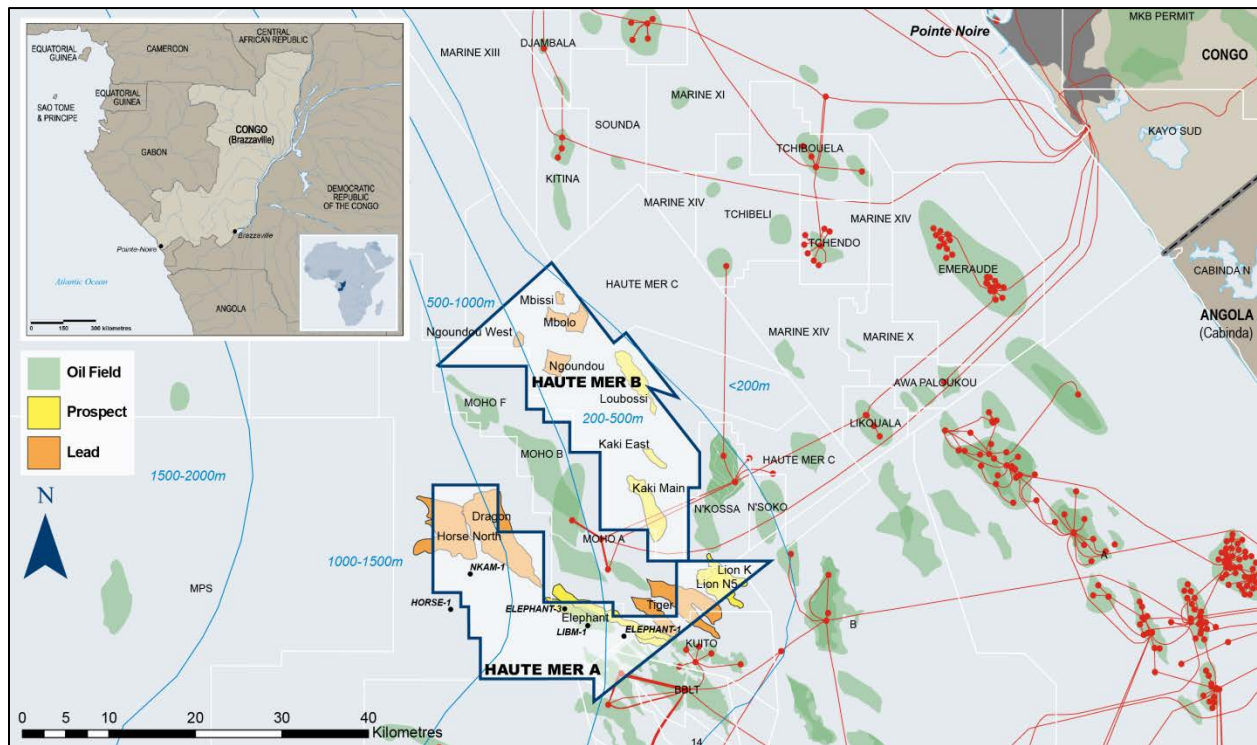 EQUATORIAL
GUINEA
CAMEROON
CENTRAL
AFRICAN REPUBLIC
SAO TOME
& PRINCIPE
EQUATORIAL
GUINEA
GABON
CONGO
(Brazzaville)
DEMOCRATIC
REPUBLIC
OF THE CONGO
Pointe-Noire
Brazzaville
Atlantic Ocean
ANGOLA
0 150 300 kilometres
Oil Field
Prospect
Lead
N
MARINE XIII
DJAMBALA
Pointe Noire
MKB PERMIT
CONGO
MARINE XI
SOUNDA
KAYO SUD
TCHIBOUELA
KITINA
MARINE XIV
TCHIBELI
MARINE XIV
TCHENDO
EMERAUDE
CABINDA N
ANGOLA
(Cabinda)
500-1000m
HAUTE MER C
Mbissi
Mbolo
Ngoundou West
Ngoundou
HAUTE MER B
MARINE XIV
MARINE X
<200m
AWA PALOUKOU
MOHO F
Loubossi
200-500m
LIKOUALA
Kaki East
MOHO B
HAUTE MER C
1500-2000m
Kaki Main
N'KOSSA
N'SOKO
Dragon
Horse North
MOHO A
1000-1500m
A
NKAM-1
Lion K
Lion N5
MPS
HORSE-1
ELEPHANT-3
Tiger
Elephant
LIBM-1
ELEPHANT-1
B
KUITO
HAUTE MER A
BBLT
14
0 5 10 20 30 40
Kilometres